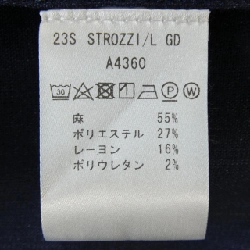 23S STROZZI/L GD
A4360
30 P W
麻 55%
ポリエステル 27%
レーヨン 16%
ポリウレタン 2%